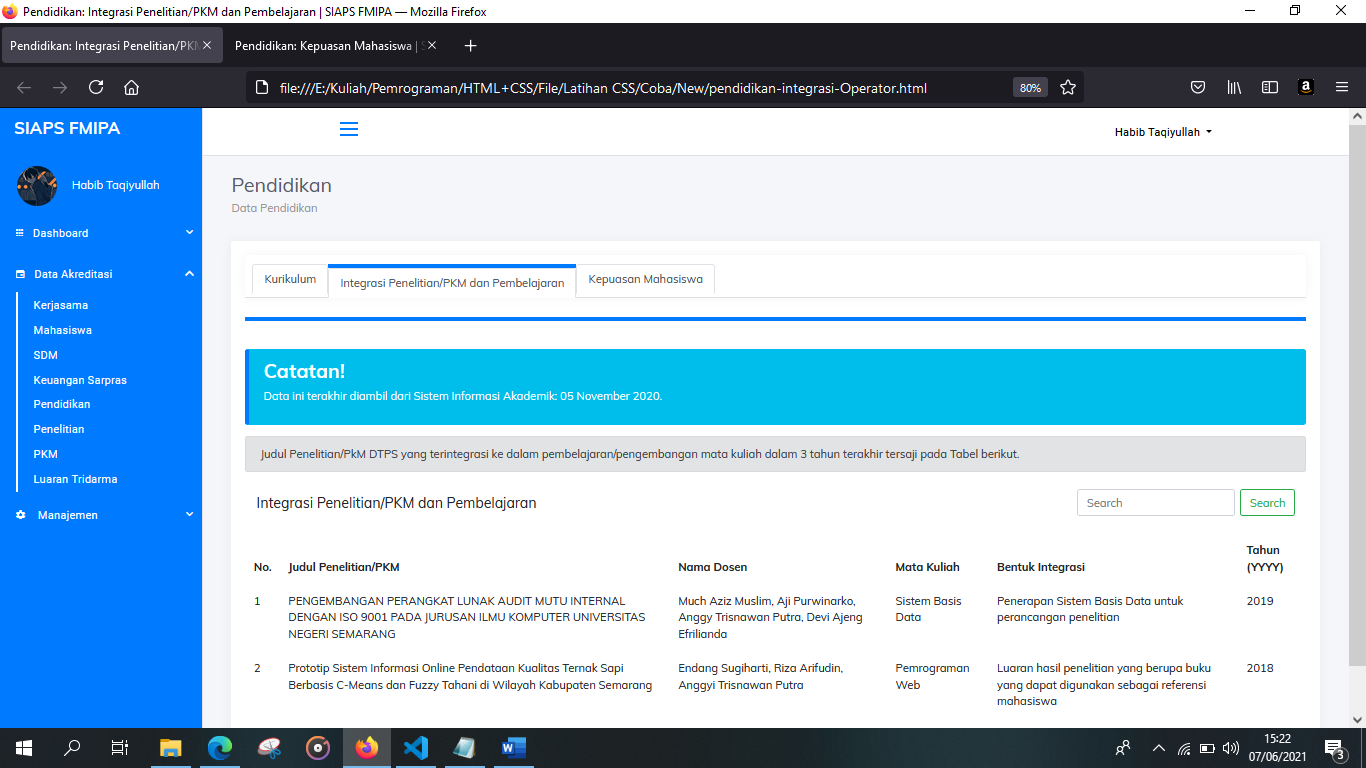 Pendidikan: Integrasi Penelitian/PKM dan Pembelajaran | SIAPS FMIPA — Mozilla Firefox
Pendidikan: Integrasi Penelitian/PKM
Pendidikan: Kepuasan Mahasiswa | S
file:///E:/Kuliah/Pemrograman/HTML+CSS/File/Latihan CSS/Coba/New/pendidikan-integrasi-Operator.html
80%
SIAPS FMIPA
Habib Taqiyullah
Habib Taqiyullah
Dashboard
Data Akreditasi
Kerjasama
Mahasiswa
SDM
Keuangan Sarpras
Pendidikan
Penelitian
PKM
Luaran Tridarma
Manajemen
Pendidikan
Data Pendidikan
Kurikulum
Integrasi Penelitian/PKM dan Pembelajaran
Kepuasan Mahasiswa
Catatan!
Data ini terakhir diambil dari Sistem Informasi Akademik: 05 November 2020.
Judul Penelitian/PkM DTPS yang terintegrasi ke dalam pembelajaran/pengembangan mata kuliah dalam 3 tahun terakhir tersaji pada Tabel berikut.
Integrasi Penelitian/PKM dan Pembelajaran
Search
Search
No.
Judul Penelitian/PKM
Nama Dosen
Mata Kuliah
Bentuk Integrasi
Tahun
(YYYY)
1
PENGEMBANGAN PERANGKAT LUNAK AUDIT MUTU INTERNAL
DENGAN ISO 9001 PADA JURUSAN ILMU KOMPUTER UNIVERSITAS
NEGERI SEMARANG
Much Aziz Muslim, Aji Purwinarko,
Anggy Trisnawan Putra, Devi Ajeng
Efrilianda
Sistem Basis
Data
Penerapan Sistem Basis Data untuk
perancangan penelitian
2019
2
Prototip Sistem Informasi Online Pendataan Kualitas Ternak Sapi
Berbasis C-Means dan Fuzzy Tahani di Wilayah Kabupaten Semarang
Endang Sugiharti, Riza Arifudin,
Anggyi Trisnawan Putra
Pemrograman
Web
Luaran hasil penelitian yang berupa buku
yang dapat digunakan sebagai referensi
mahasiswa
2018
15:22
07/06/2021
3